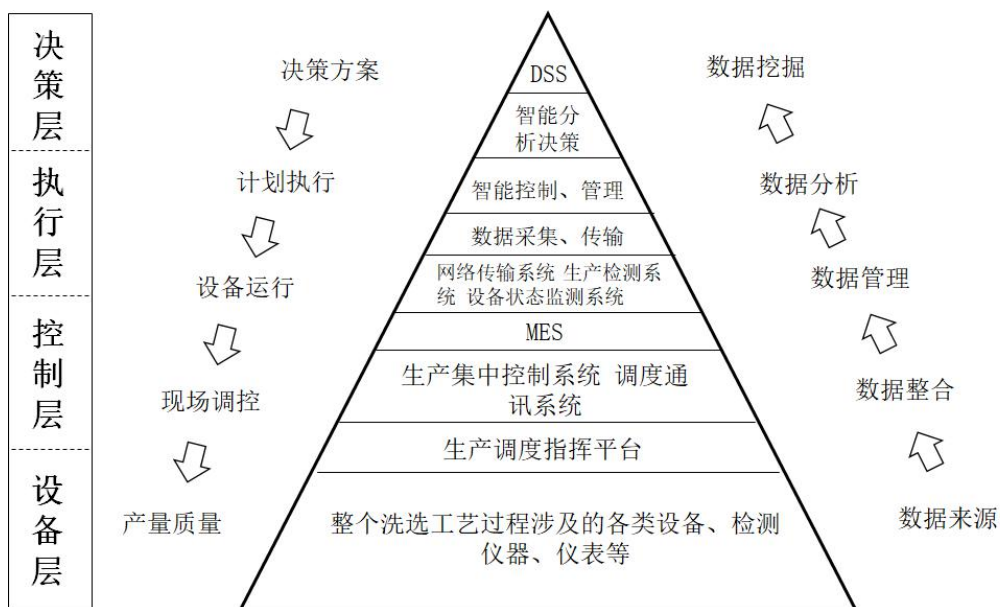 决策层
执行层
控制层
设备层
决策方案
计划执行
设备运行
现场调控
产量质量
DSS
智能分
析决策
智能控制、管理
数据采集、传输
网络传输系统 生产检测系
统 设备状态监测系统
MES
生产集中控制系统 调度通
讯系统
生产调度指挥平台
整个洗选工艺过程涉及的各类设备、检测
仪器、仪表等
数据挖掘
数据分析
数据管理
数据整合
数据来源